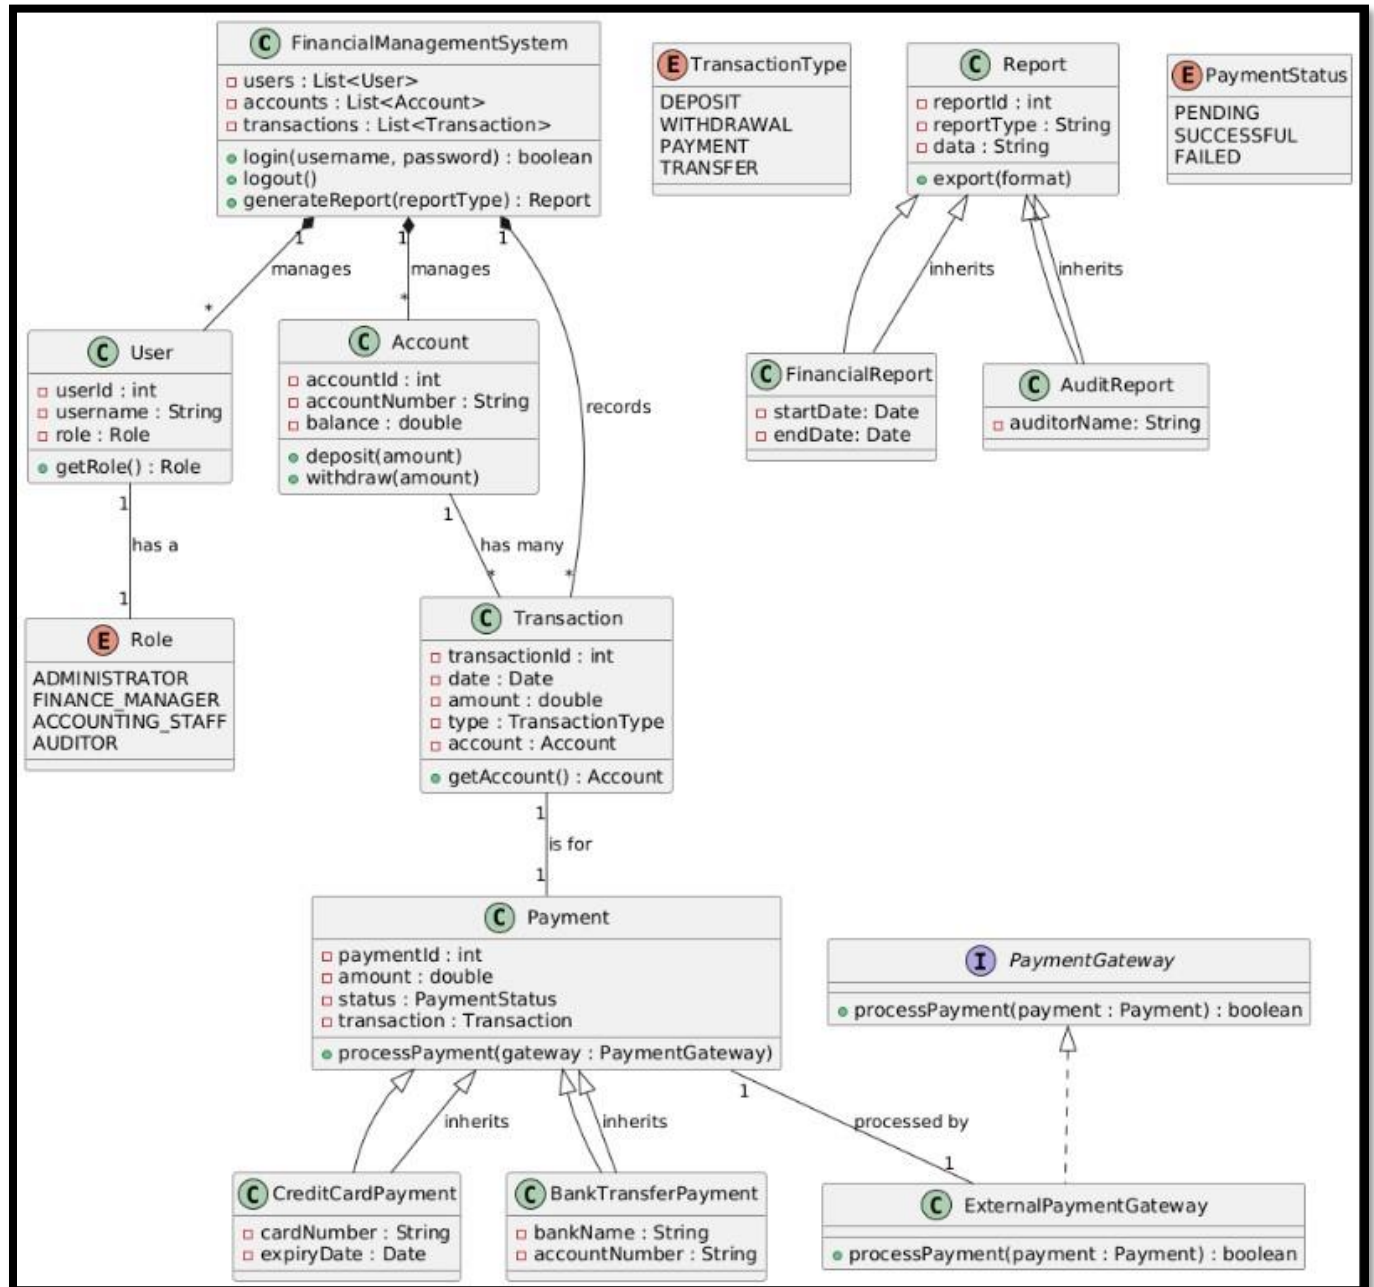 C FinancialManagementSystem
users : List<User>
accounts : List<Account>
transactions : List<Transaction>
login(username, password) : boolean
logout()
generateReport(reportType) : Report
E TransactionType
DEPOSIT
WITHDRAWAL
PAYMENT
TRANSFER
C Report
reportId : int
reportType : String
data : String
export(format)
E PaymentStatus
PENDING
SUCCESSFUL
FAILED
1
manages
*
1
manages
*
1
records
*
inherits
inherits
C User
userId : int
username : String
role : Role
getRole() : Role
C Account
accountId : int
accountNumber : String
balance : double
deposit(amount)
withdraw(amount)
C FinancialReport
startDate: Date
endDate: Date
C AuditReport
auditorName: String
1
has a
1
1
has many
*
E Role
ADMINISTRATOR
FINANCE_MANAGER
ACCOUNTING_STAFF
AUDITOR
C Transaction
transactionId : int
date : Date
amount : double
type : TransactionType
account : Account
getAccount() : Account
1
is for
1
C Payment
paymentId : int
amount : double
status : PaymentStatus
transaction : Transaction
processPayment(gateway : PaymentGateway)
I PaymentGateway
processPayment(payment : Payment) : boolean
inherits
inherits
1
processed by
1
C CreditCardPayment
cardNumber : String
expiryDate : Date
C BankTransferPayment
bankName : String
accountNumber : String
C ExternalPaymentGateway
processPayment(payment : Payment) : boolean